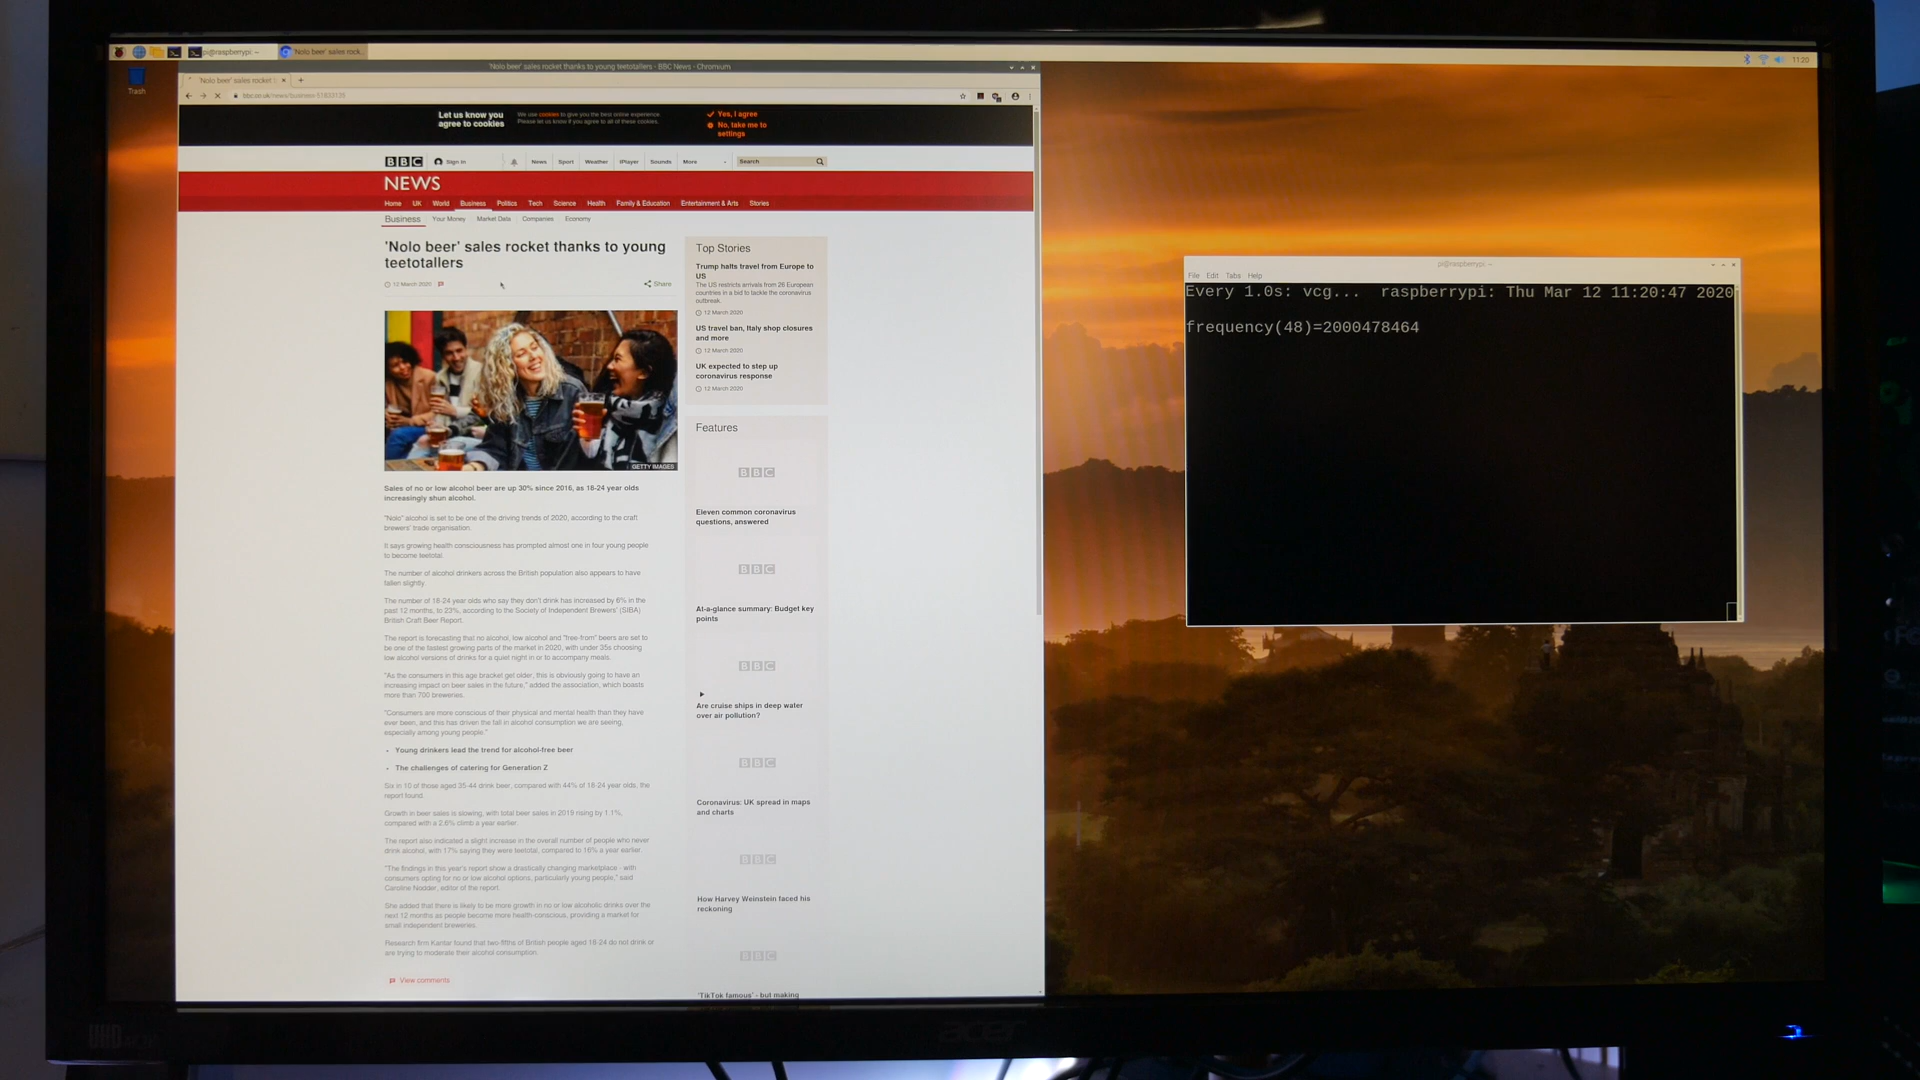 pi@raspberrypi: ~
'Nolo beer' sales rock...
11:20
Trash
'Nolo beer' sales rocket thanks to young teetotallers - BBC News - Chromium
'Nolo beer' sales rocket
bbc.co.uk/news/business-51833126
Let us know you
agree to cookies
We use cookies to give you the best online experience.
Please let us know if you agree to all of these cookies.
Yes, I agree
No, take me to
settings
BBC
Sign in
News
Sport
Weather
iPlayer
Sounds
More
Search
NEWS
Home
UK
World
Business
Politics
Tech
Science
Health
Family & Education
Entertainment & Arts
Stories
Business
Your Money
Market Data
Companies
Economy
'Nolo beer' sales rocket thanks to young
teetotallers
12 March 2020
Share
GETTY IMAGES
Sales of no or low alcohol beer are up 30% since 2016, as 18-24 year olds
increasingly shun alcohol.
"Nolo" alcohol is set to be one of the driving trends of 2020, according to the craft
brewers' trade organisation.
It says growing health consciousness has prompted almost one in four young people
to become teetotal.
The number of alcohol drinkers across the British population also appears to have
fallen slightly.
The number of 18-24 year olds who say they don't drink has increased by 6% in the
past 12 months, to 23%, according to the Society of Independent Brewers' (SIBA)
British Craft Beer Report.
The report is forecasting that no alcohol, low alcohol and "free-from" beers are set to
be one of the fastest growing parts of the market in 2020, with under 35s choosing
low alcohol versions of drinks for a quiet night in or to accompany meals.
"As the consumers in this age bracket get older, this is obviously going to have an
increasing impact on beer sales in the future," added the association, which boasts
more than 700 breweries.
"Consumers are more conscious of their physical and mental health than they have
ever been, and this has driven the fall in alcohol consumption we are seeing,
especially among young people."
Young drinkers lead the trend for alcohol-free beer
The challenges of catering for Generation Z
Six in 10 of those aged 35-44 drink beer, compared with 44% of 18-24 year olds, the
report found.
Growth in beer sales is slowing, with total beer sales in 2019 rising by 1.1%,
compared with a 2.6% climb a year earlier.
The report also indicated a slight increase in the overall number of people who never
drink alcohol, with 17% saying they were teetotal, compared to 16% a year earlier.
"The findings in this year's report show a drastically changing marketplace - with
consumers opting for no or low alcohol options, particularly young people," said
Caroline Nodder, editor of the report.
She added that there is likely to be more growth in no or low alcoholic drinks over the
next 12 months as people become more health-conscious, providing a market for
small independent breweries.
Research firm Kantar found that two-fifths of British people aged 18-24 do not drink or
are trying to moderate their alcohol consumption.
View comments
Top Stories
Trump halts travel from Europe to
US
The US restricts arrivals from 26 European
countries in a bid to tackle the coronavirus
outbreak.
12 March 2020
US travel ban, Italy shop closures
and more
12 March 2020
UK expected to step up
coronavirus response
12 March 2020
Features
BBC
Eleven common coronavirus
questions, answered
BBC
At-a-glance summary: Budget key
points
BBC
Are cruise ships in deep water
over air pollution?
BBC
Coronavirus: UK spread in maps
and charts
BBC
How Harvey Weinstein faced his
reckoning
BBC
'TikTok famous' - but making
pi@raspberrypi: ~
File Edit Tabs Help
Every 1.0s: vcg... raspberrypi: Thu Mar 12 11:20:47 2020
frequency(48)=2000478464
acer